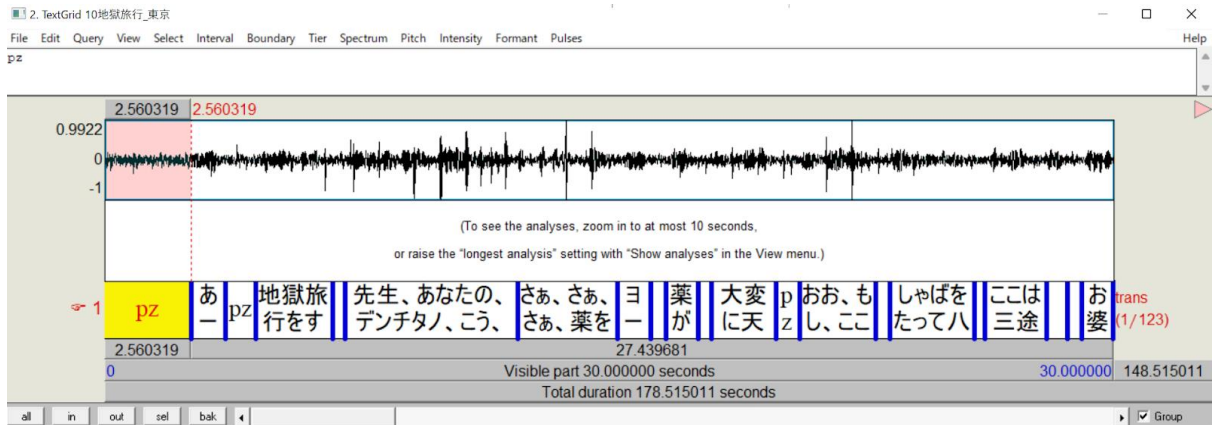 2. TextGrid 10地獄旅行_東京
File Edit Query View Select Interval Boundary Tier Spectrum Pitch Intensity Formant Pulses Help
pz
2.560319 2.560319
0.9922
0
-1
(To see the analyses, zoom in to at most 10 seconds,
or raise the "longest analysis" setting with "Show analyses" in the View menu.)
1 pz あー pz 地獄旅行をす 先生、あなたの、デンチタノ、こう、 さぁ、さぁ、さぁ、薬を ヨー 薬が 大変に天 pz おお、もし、ここ しゃばをたって八 ここは三途 お婆 trans (1/123)
2.560319 27.439681
0 Visible part 30.000000 seconds 30.000000 148.515011
Total duration 178.515011 seconds
all in out sel bak Group